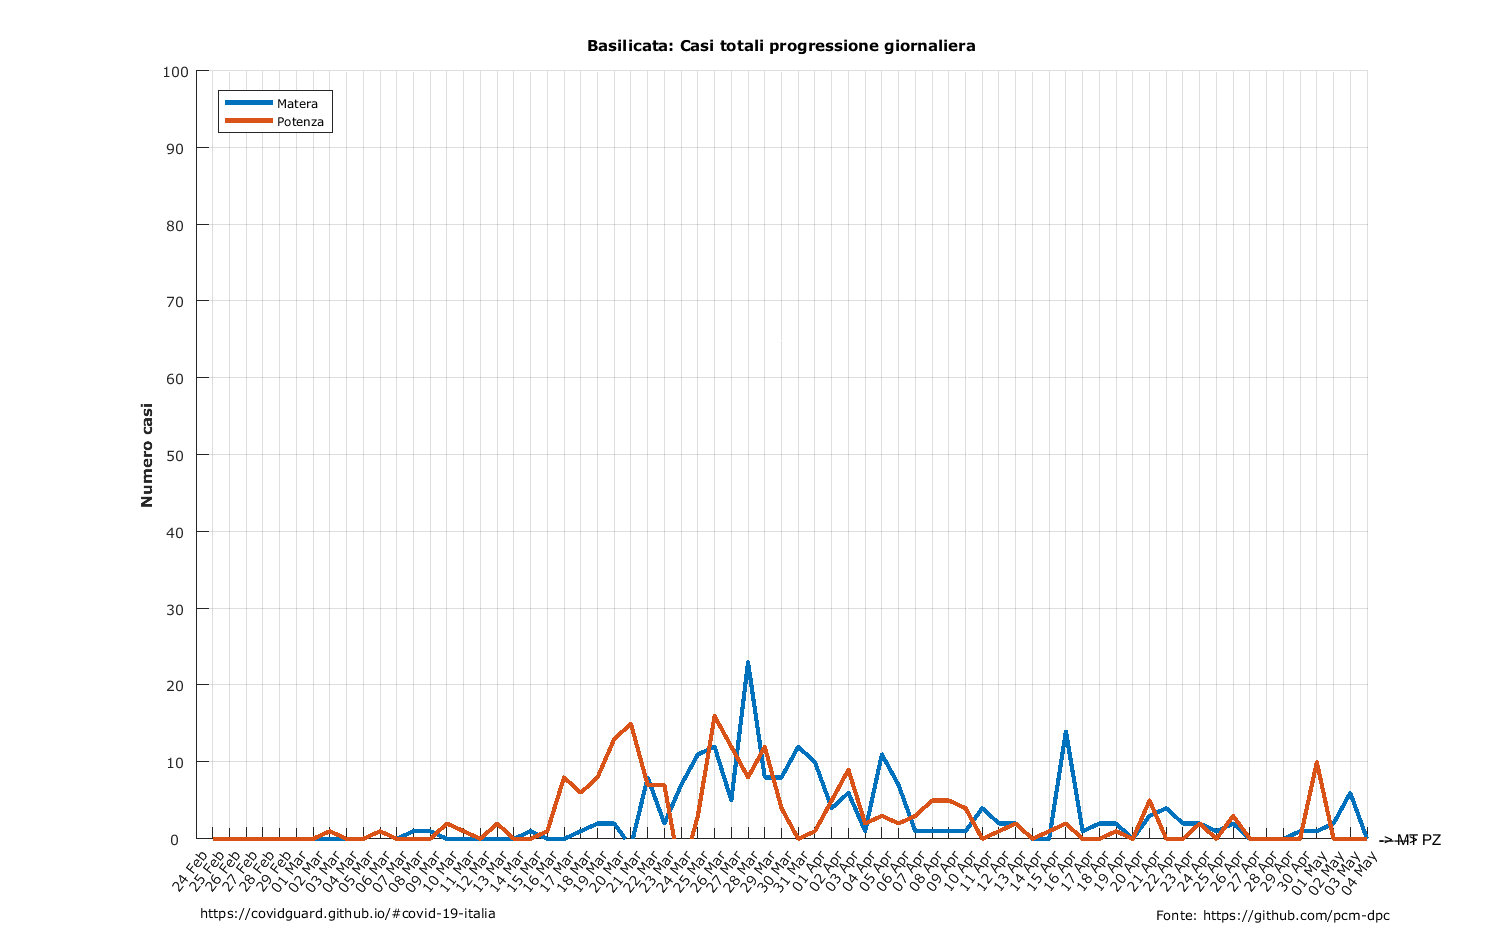 Basilicata: Casi totali progressione giornaliera
100
90
80
70
60
50
40
30
20
10
0
Numero casi
Matera
Potenza
24 Feb
25 Feb
26 Feb
27 Feb
28 Feb
29 Feb
01 Mar
02 Mar
03 Mar
04 Mar
05 Mar
06 Mar
07 Mar
08 Mar
09 Mar
10 Mar
11 Mar
12 Mar
13 Mar
14 Mar
15 Mar
16 Mar
17 Mar
18 Mar
19 Mar
20 Mar
21 Mar
22 Mar
23 Mar
24 Mar
25 Mar
26 Mar
27 Mar
28 Mar
29 Mar
30 Mar
31 Mar
01 Apr
02 Apr
03 Apr
04 Apr
05 Apr
06 Apr
07 Apr
08 Apr
09 Apr
10 Apr
11 Apr
12 Apr
13 Apr
14 Apr
15 Apr
16 Apr
17 Apr
18 Apr
19 Apr
20 Apr
21 Apr
22 Apr
23 Apr
24 Apr
25 Apr
26 Apr
27 Apr
28 Apr
29 Apr
30 Apr
01 May
02 May
03 May
04 May
PZ
https://covidguard.github.io/#covid-19-italia
Fonte: https://github.com/pcm-dpc